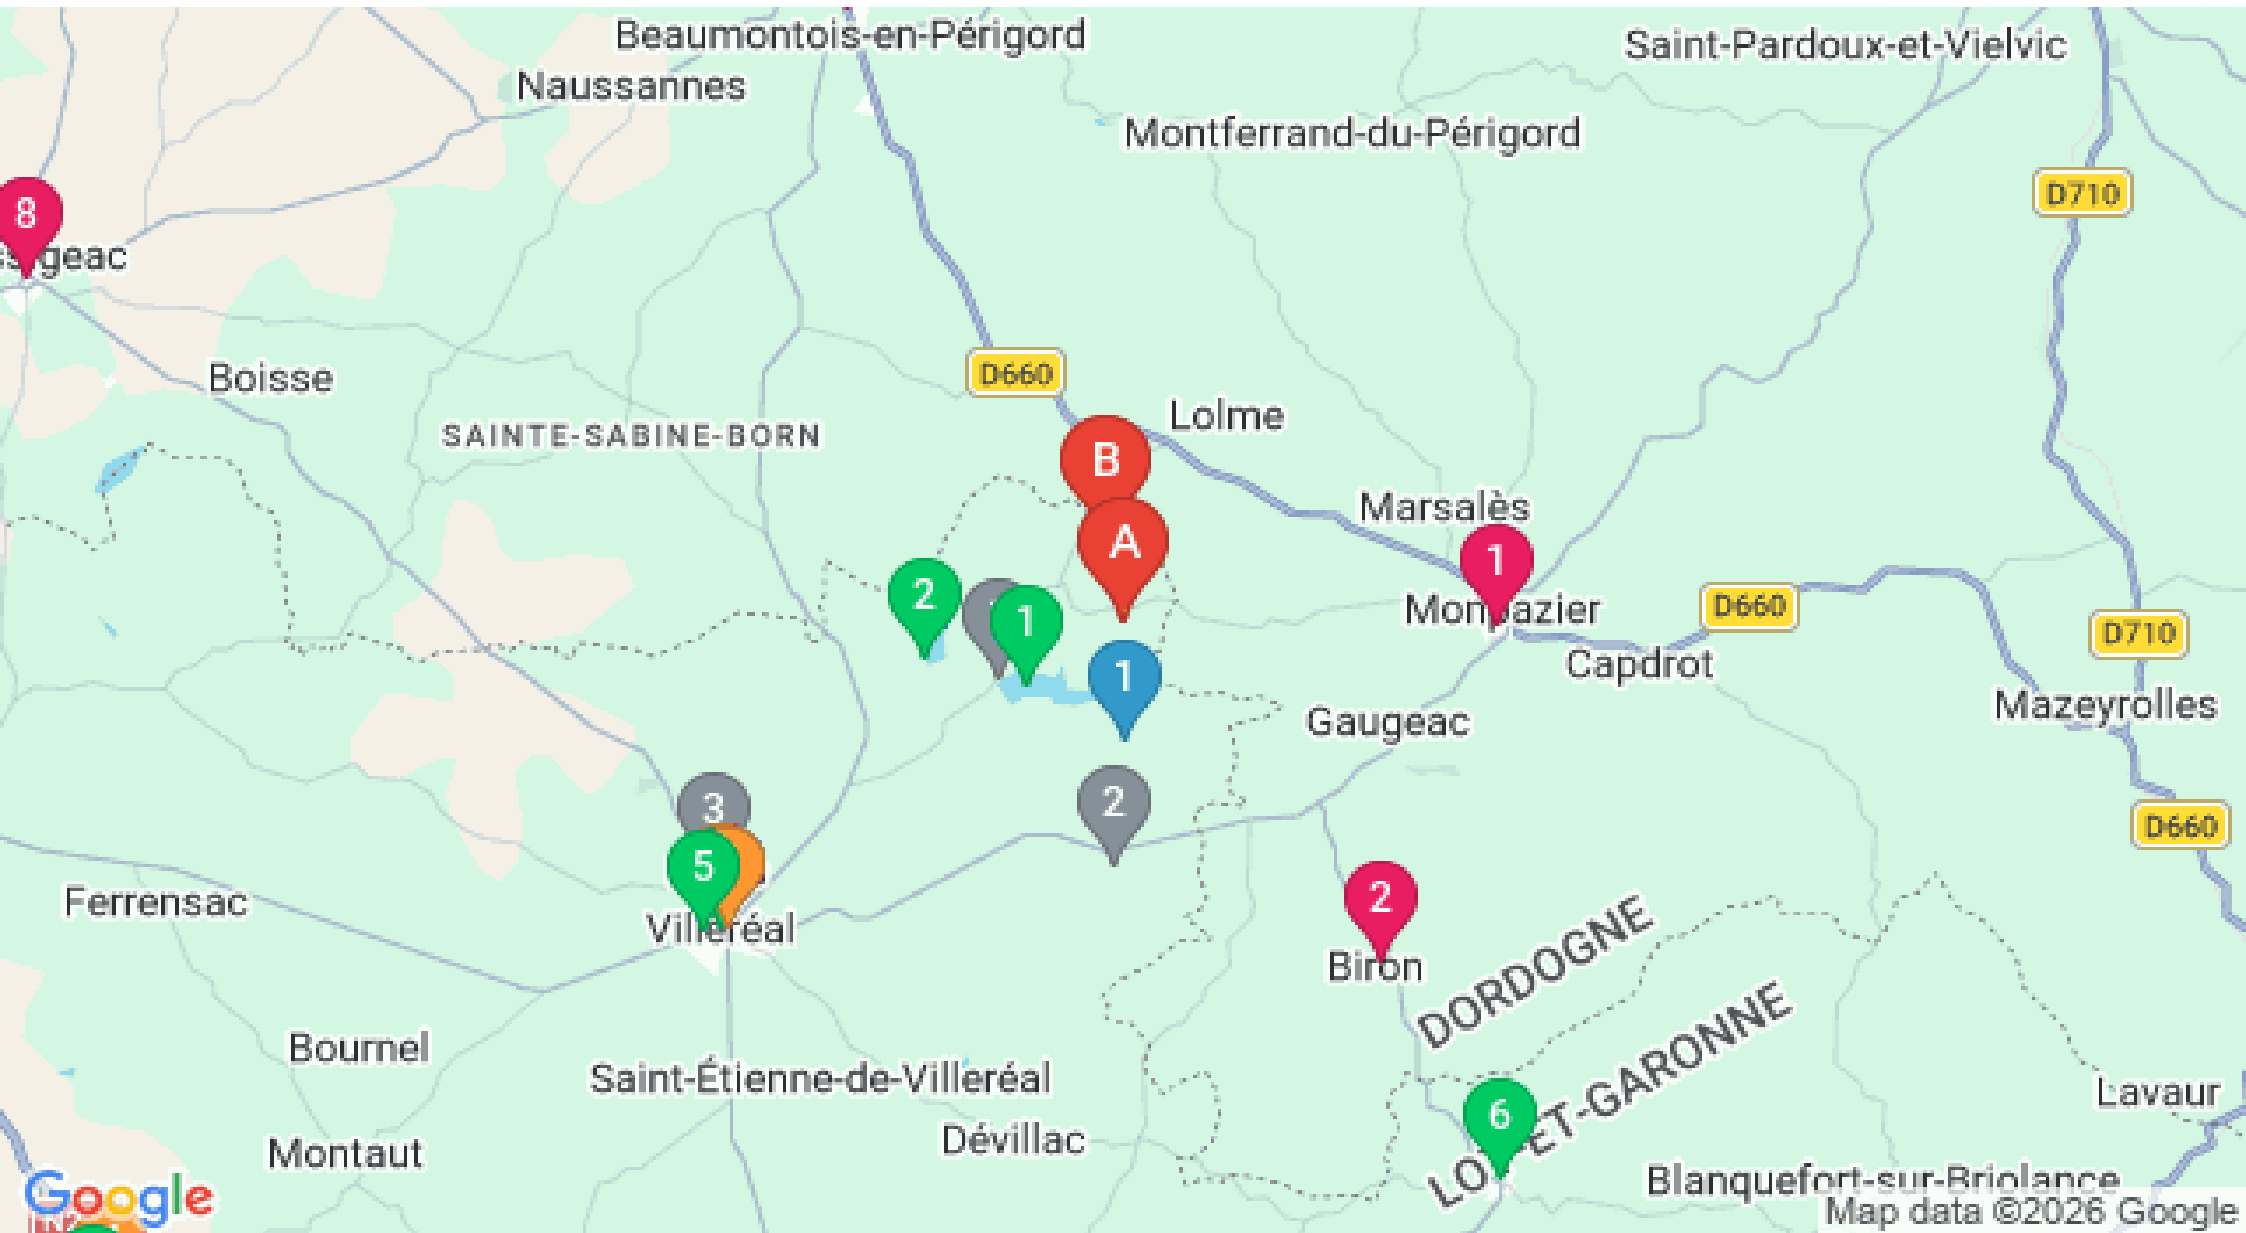 Beaumontois-en-Périgord
Saint-Pardoux-et-Vielvic
Naussannes
Montferrand-du-Périgord
D710
8
geac
Boisse
D660
Lolme
SAINTE-SABINE-BORN
B
Marsalès
A
1
2
1
Monpazier
D660
D710
Capdrot
1
Mazeyrolles
Gaugeac
3
2
D660
5
Ferrensac
Villeréal
2
Biron
DORDOGNE
Bournel
LOT-ET-GARONNE
Saint-Étienne-de-Villeréal
Lavaur
6
Dévillac
Montaut
Blanquefort-sur-Briolance
Google
Map data ©2026 Google